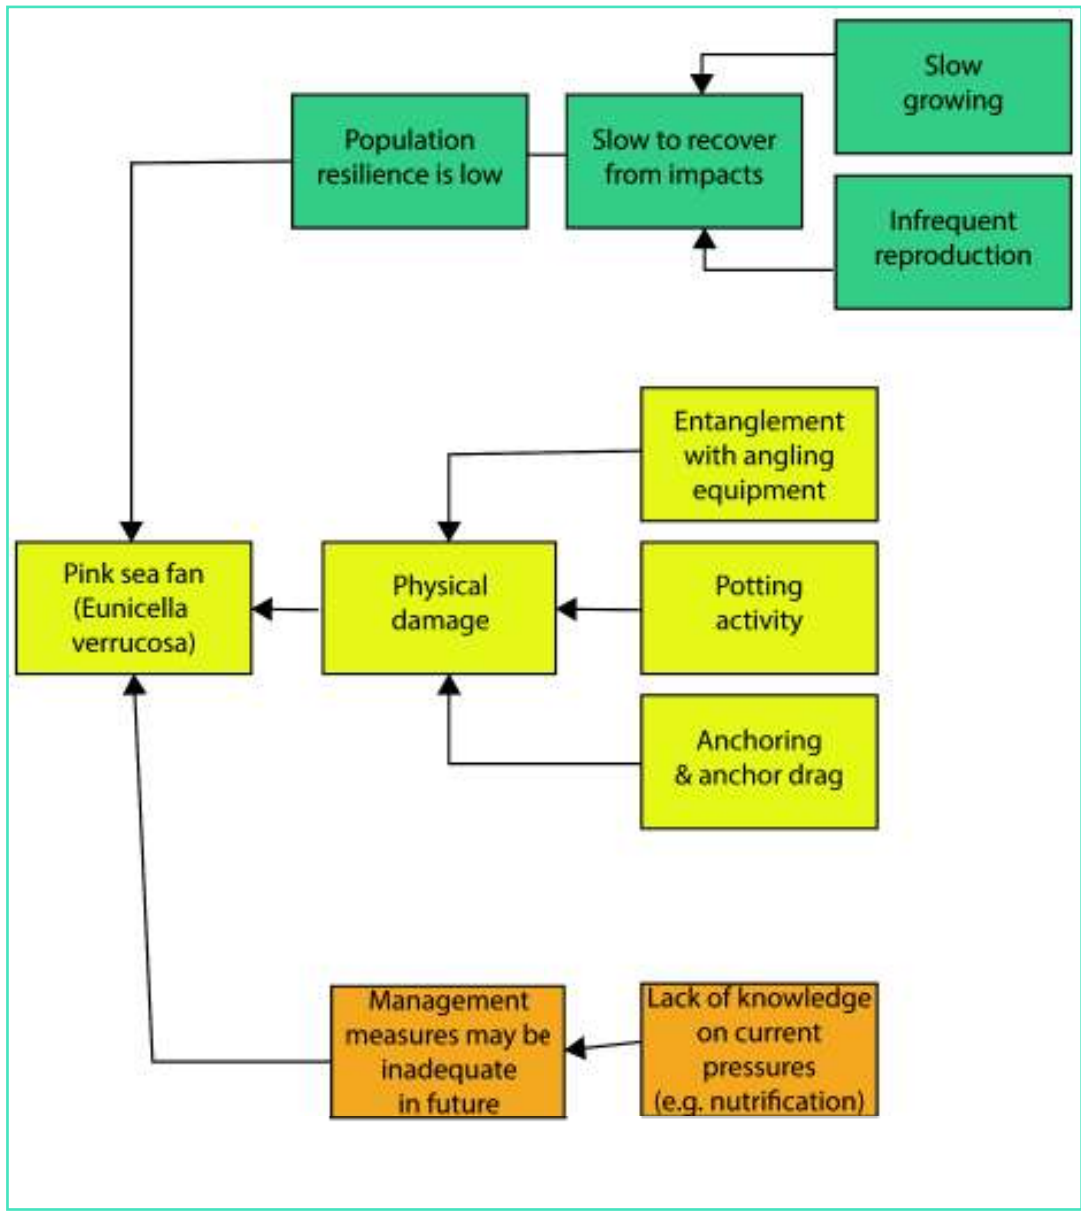 Slow
growing
Population
resilience is low
Slow to recover
from impacts
Infrequent
reproduction
Entanglement
with angling
equipment
Pink sea fan
(Eunicella
verrucosa)
Physical
damage
Potting
activity
Anchoring
& anchor drag
Management
measures may be
inadequate
in future
Lack of knowledge
on current
pressures
(e.g. nutrification)